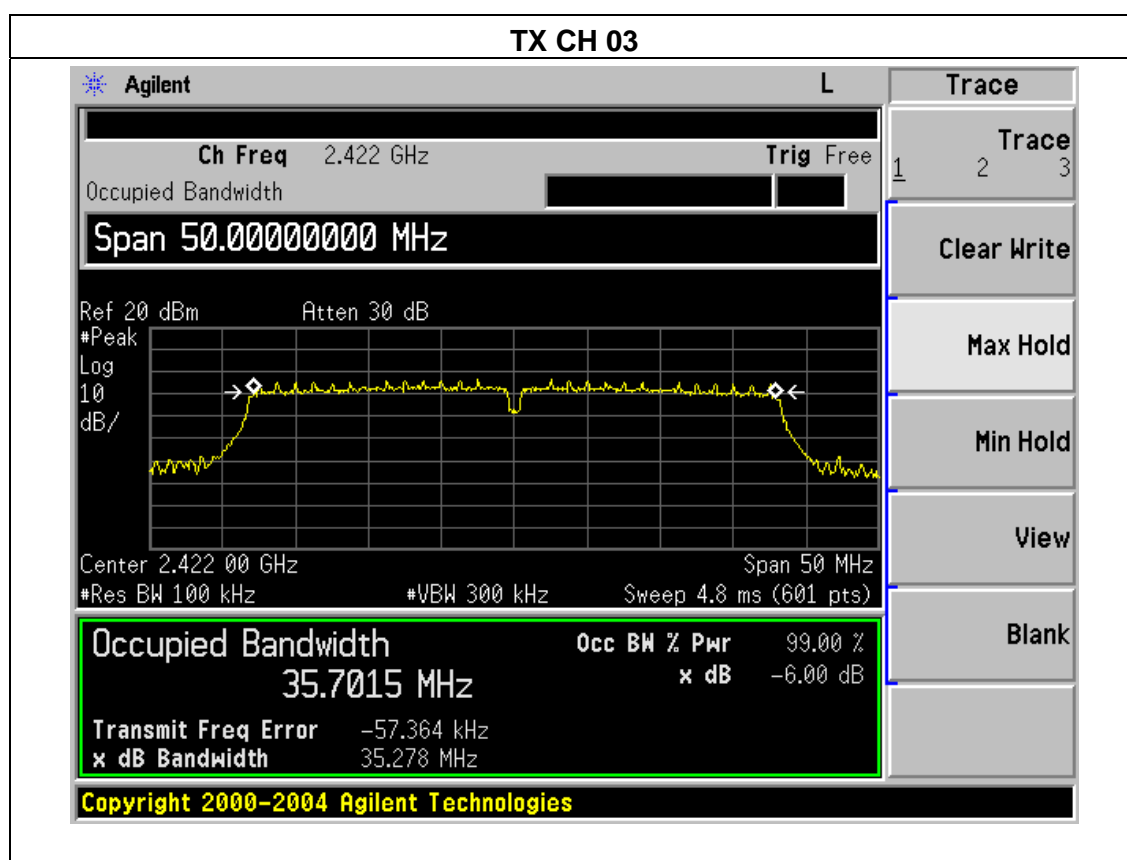 TX CH 03
Agilent L Trace
Ch Freq 2.422 GHz Trig Free
Occupied Bandwidth
Span 50.00000000 MHz
Ref 20 dBm Atten 30 dB
#Peak
Log
10
dB/
Center 2.422 00 GHz Span 50 MHz
#Res BW 100 kHz #VBW 300 kHz Sweep 4.8 ms (601 pts)
Occupied Bandwidth Occ BW % Pwr 99.00 %
35.7015 MHz x dB -6.00 dB
Transmit Freq Error -57.364 kHz
x dB Bandwidth 35.278 MHz
Copyright 2000-2004 Agilent Technologies
Trace
1 2 3
Clear Write
Max Hold
Min Hold
View
Blank